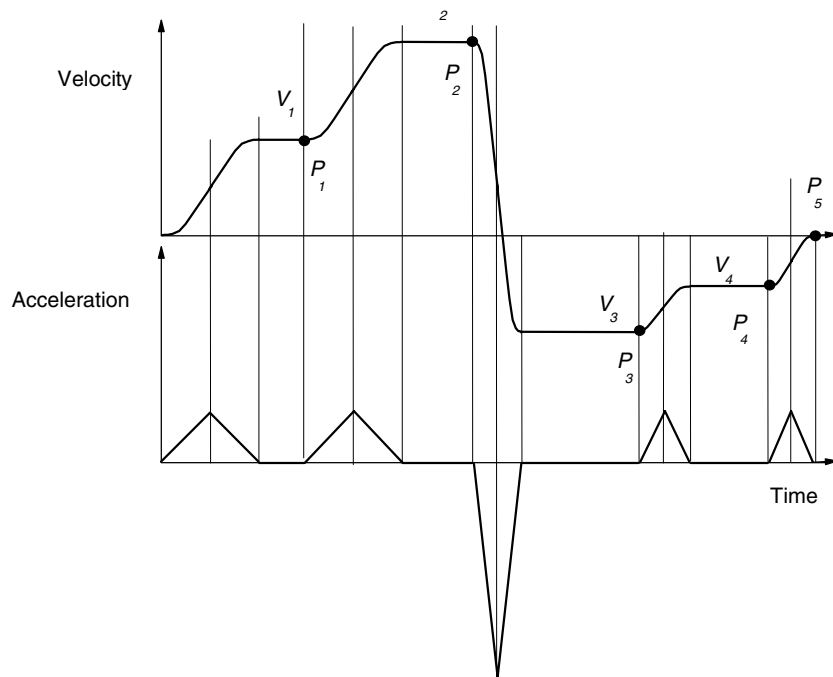 2
Velocity
P2
V1
P1
P5
Acceleration
V3
V4
P3
P4
Time